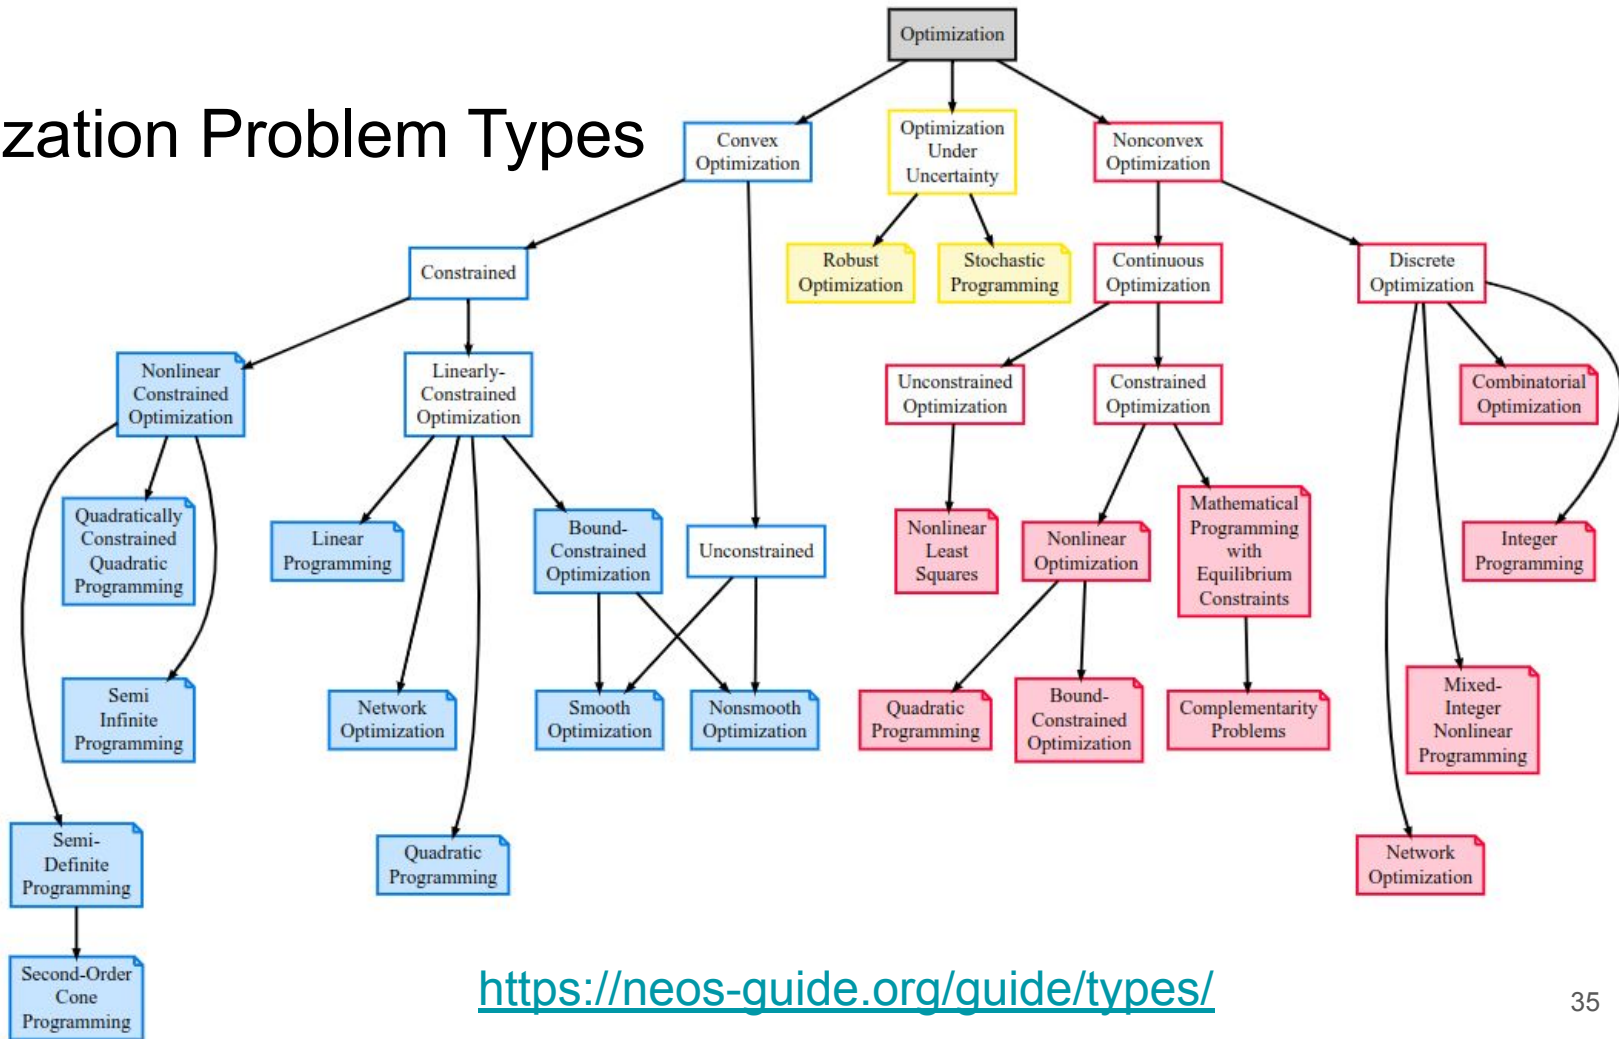 Optimization
zation Problem Types
Convex
Optimization
Optimization
Under
Uncertainty
Nonconvex
Optimization
Constrained
Robust
Optimization
Stochastic
Programming
Continuous
Optimization
Discrete
Optimization
Nonlinear
Constrained
Optimization
Linearly-
Constrained
Optimization
Unconstrained
Optimization
Constrained
Optimization
Combinatorial
Optimization
Quadratically
Constrained
Quadratic
Programming
Linear
Programming
Bound-
Constrained
Optimization
Unconstrained
Nonlinear
Least
Squares
Nonlinear
Optimization
Mathematical
Programming
with
Equilibrium
Constraints
Integer
Programming
Semi
Infinite
Programming
Network
Optimization
Smooth
Optimization
Nonsmooth
Optimization
Quadratic
Programming
Bound-
Constrained
Optimization
Complementarity
Problems
Mixed-
Integer
Nonlinear
Programming
Semi-
Definite
Programming
Quadratic
Programming
Network
Optimization
Second-Order
Cone
Programming
https://neos-guide.org/guide/types/
35